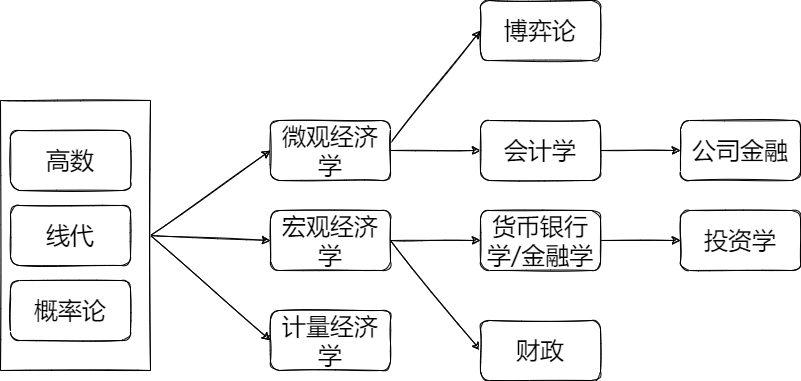 博弈论
高数
线代
概率论
微观经济
学
会计学
公司金融
宏观经济
学
货币银行
学/金融学
投资学
计量经济
学
财政